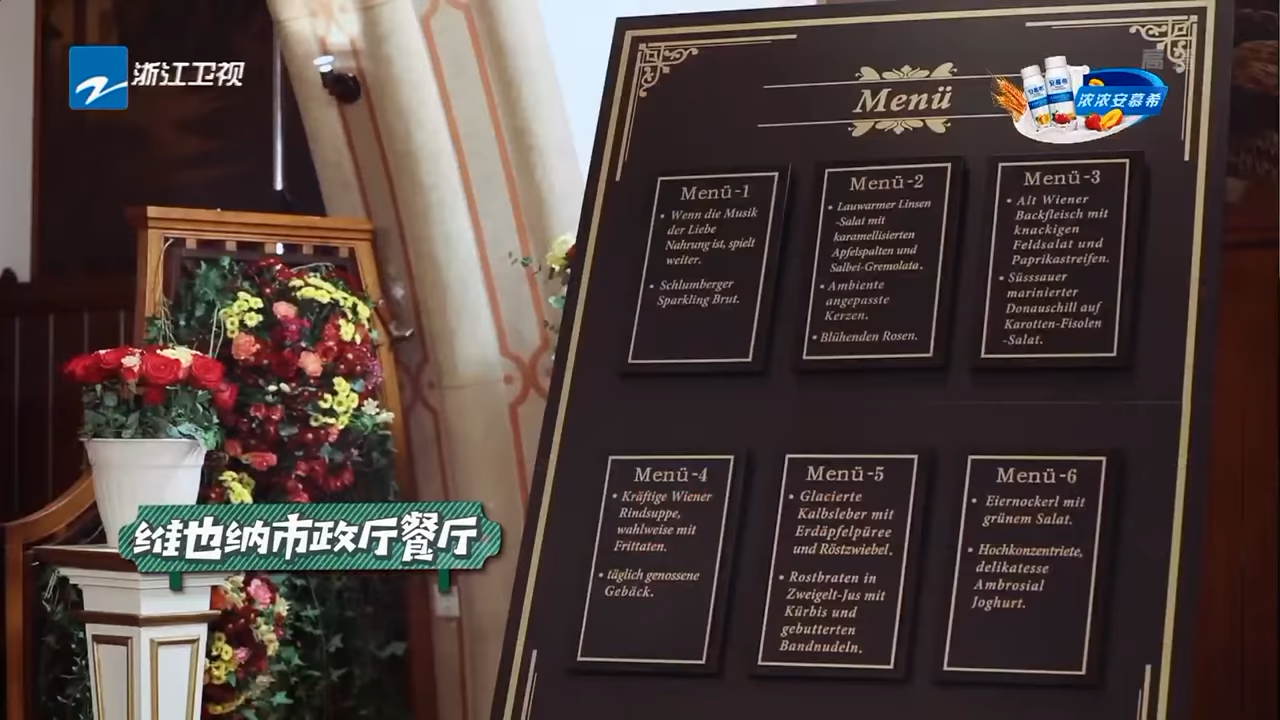 浙江卫视
Menü
浓浓安慕希
Menü-1
• Wenn die Musik
der Liebe
Nahrung ist, spielt
weiter.
• Schlumberger
Sparkling Brut.
Menü-2
• Lauwarmer Linsen
-Salat mit
karamellisierten
Apfelspalten und
Salbei-Gremolata.
• Ambiente
angepasste
Kerzen.
• Blühenden Rosen.
Menü-3
• Alt Wiener
Backfleisch mit
knackigen
Feldsalat und
Paprikastreifen.
• Süsssauer
marinierter
Donauschill auf
Karotten-Fisolen
-Salat.
Menü-4
• Kräftige Wiener
Rindsuppe,
wahlweise mit
Frittaten.
• täglich genossene
Gebäck.
Menü-5
• Glacierte
Kalbsleber mit
Erdäpfelpüree
und Röstzwiebel.
• Rostbraten in
Zweigelt-Jus mit
Kürbis und
gebutterten
Bandnudeln.
Menü-6
• Eiernockerl mit
grünem Salat.
• Hochkonzentriete,
delikatesse
Ambrosial
Joghurt.
维也纳市政厅餐厅